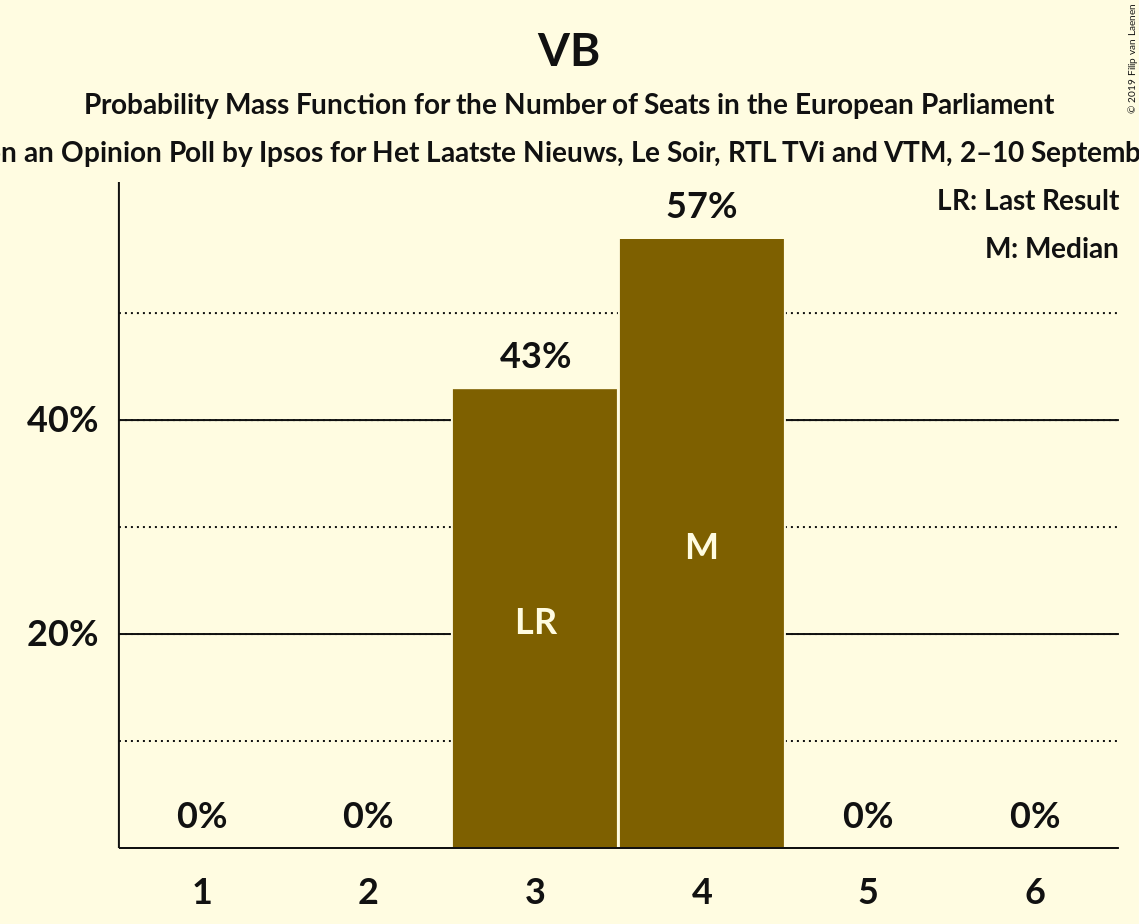 VB
Probability Mass Function for the Number of Seats in the European Parliament
an Opinion Poll by Ipsos for Het Laatste Nieuws, Le Soir, RTL TVi and VTM, 2–10
© 2019 Filip van Laenen
LR: Last Result
M: Median
57%
43%
40%
M
LR
20%
0% 0% 0% 0%
1 2 3 4 5 6